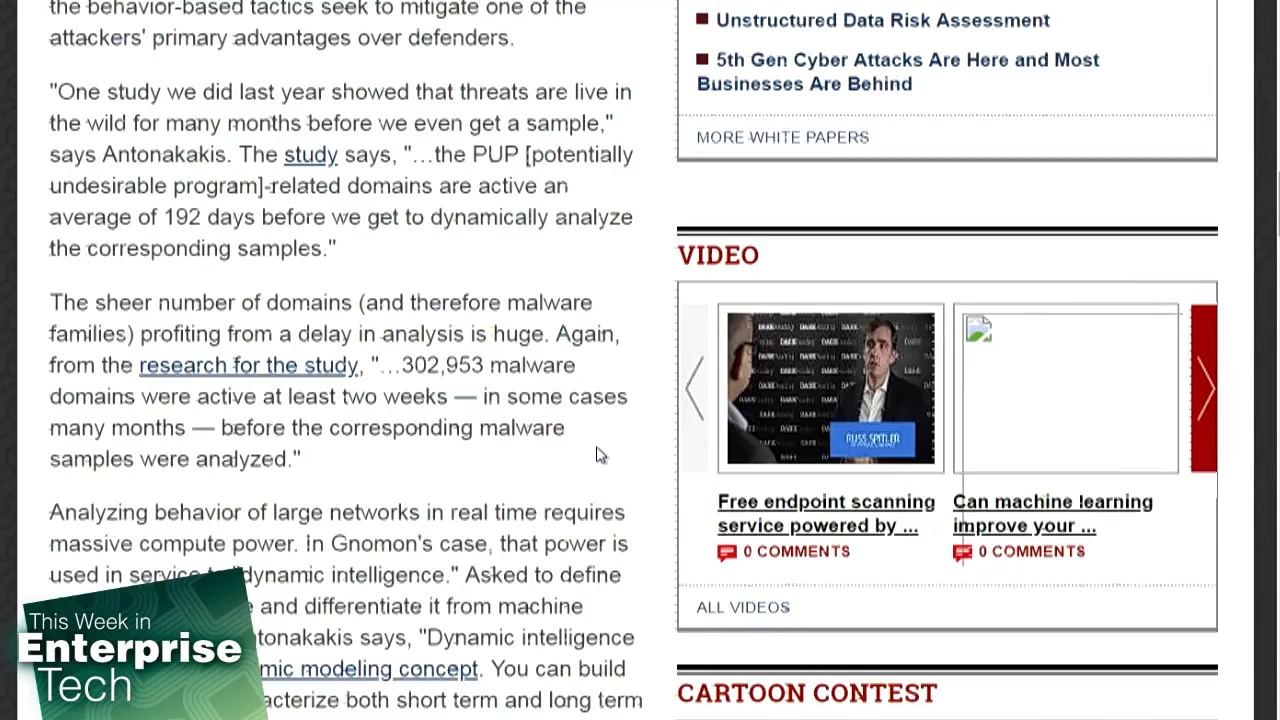 the behavior-based tactics seek to mitigate one of the
attackers' primary advantages over defenders.
"One study we did last year showed that threats are live in
the wild for many months before we even get a sample,"
says Antonakakis. The study says, "...the PUP [potentially
undesirable program]-related domains are active an
average of 192 days before we get to dynamically analyze
the corresponding samples."
The sheer number of domains (and therefore malware
families) profiting from a delay in analysis is huge. Again,
from the research for the study, "...302,953 malware
domains were active at least two weeks — in some cases
many months — before the corresponding malware
samples were analyzed."
Analyzing behavior of large networks in real time requires
massive compute power. In Gnomon's case, that power is
used in service "dynamic intelligence." Asked to define
and differentiate it from machine
says, "Dynamic intelligence
modeling concept. You can build
both short term and long term
This Week in
Enterprise
Tech
Unstructured Data Risk Assessment
5th Gen Cyber Attacks Are Here and Most
Businesses Are Behind
MORE WHITE PAPERS
VIDEO
DARK
RUSS SPITLER
Free endpoint scanning
service powered by ...
0 COMMENTS
Can machine learning
improve your ...
0 COMMENTS
ALL VIDEOS
CARTOON CONTEST